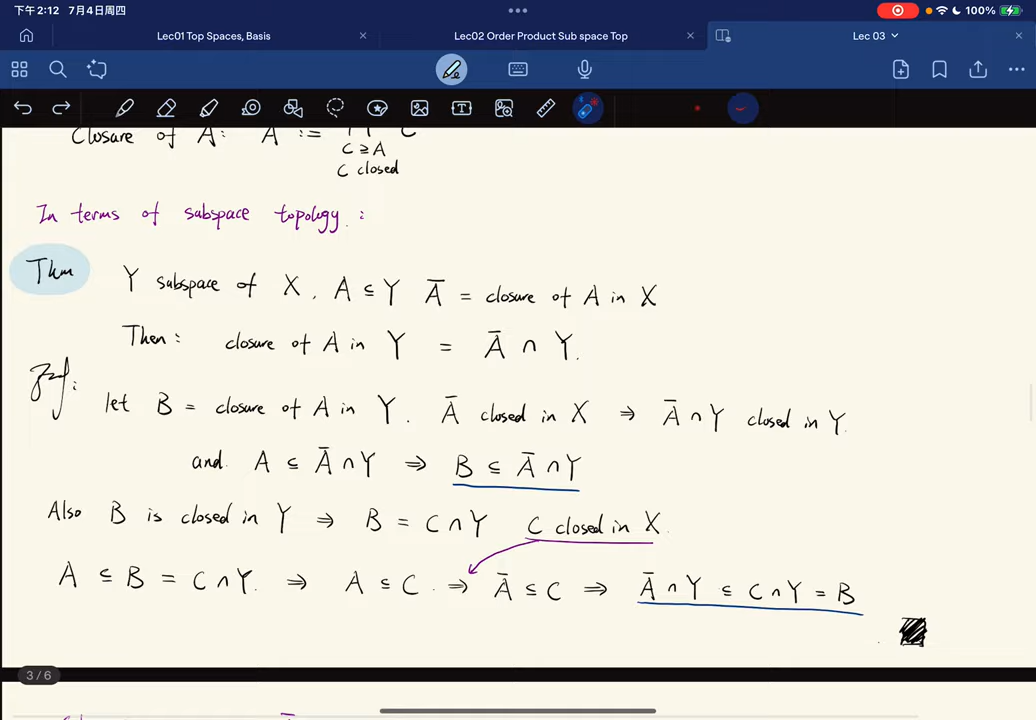 下午2:12 7月4日周四
100%
Lec01 Top Spaces, Basis
Lec02 Order Product Sub space Top
Lec 03
Closure of A: Ā := ⋂ C
C ⊇ A
C closed
In terms of subspace topology :
Thm
Y subspace of X, A ⊆ Y Ā = closure of A in X
Then: closure of A in Y = Ā ∩ Y.
Prf:
let B = closure of A in Y. Ā closed in X ⇒ Ā ∩ Y closed in Y.
and. A ⊆ Ā ∩ Y ⇒ B ⊆ Ā ∩ Y
Also B is closed in Y ⇒ B = C ∩ Y C closed in X.
A ⊆ B = C ∩ Y. ⇒ A ⊆ C. ⇒ Ā ⊆ C ⇒ Ā ∩ Y ⊆ C ∩ Y = B
3 / 6